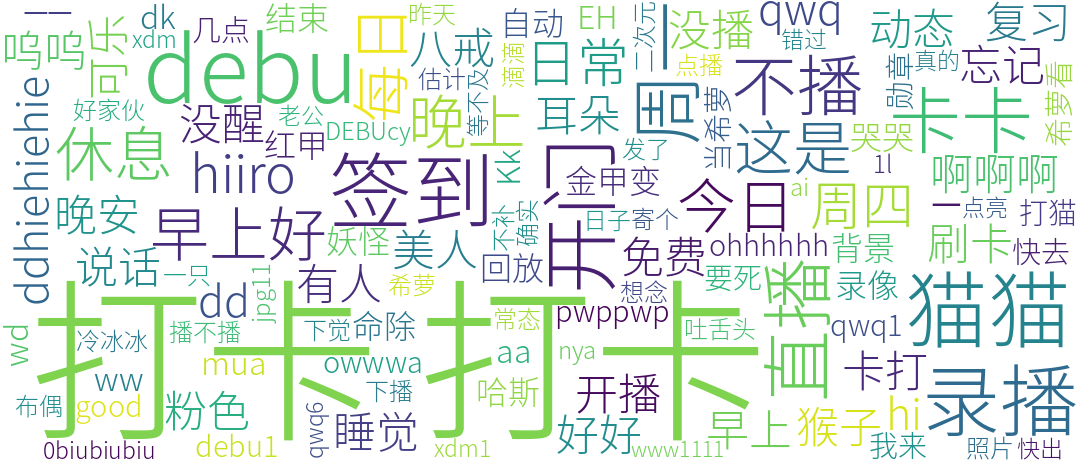 一一
dk
xdm
几点
结束
昨天
自动
EH
二次元
没播
qwq
错过
动态
复习
呜呜
可乐
debu
每日
八戒
估计
滴滴
日常
点播
周一
不播
勋章
真的
忘记
希萝看
好家伙
老公
DEBUcy
等不及
耳朵
当希萝
卡卡
ddhiehiehie
休息
没醒
红甲
晚上
Kk
发了
这是
哭哭
1l
啊啊啊
hiiro
签到
开门
金甲变
ai
今日
周四
一
点亮
打猫
晚安
早上好
妖怪
美人
不补
确实
日子寄个
免费
ohhhhhh
背景
刷卡
快去
说话
一只
有人
希萝
回放
想念
要死
录像
wd
dd
jpg11
打卡打卡
pwppwp
直播
猫猫
冷冰冰
播不播
下觉
命除
常态
吐舌头
qwq1
mua
owwwa
aa
nya
卡打
录播
ww
下播
哈斯
开播
布偶
good
粉色
qwq6
睡觉
好好
早上
猴子
hi
debu1
xdm1
www1111
我来
照片
快出
0biubiubiu